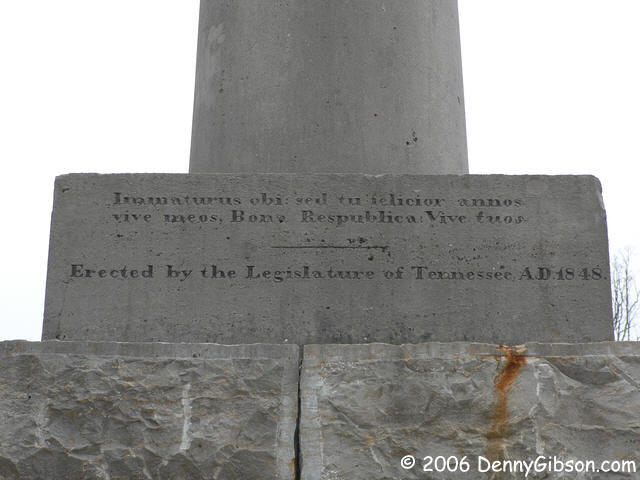 Immaturus obi: sed tu felicior annos
vive meos, Bona Respublica: Vive tuos
Erected by the Legislature of Tennessee, A.D. 1848.
© 2006 DennyGibson.com